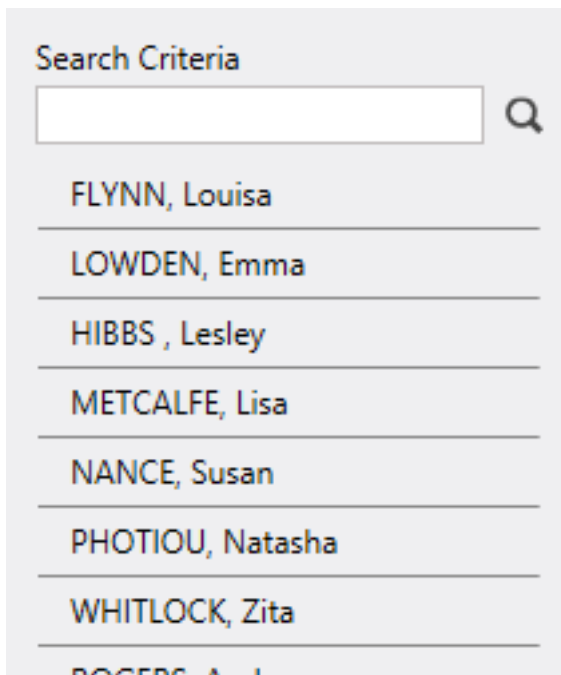 Search Criteria
FLYNN, Louisa
LOWDEN, Emma
HIBBS , Lesley
METCALFE, Lisa
NANCE, Susan
PHOTIOU, Natasha
WHITLOCK, Zita